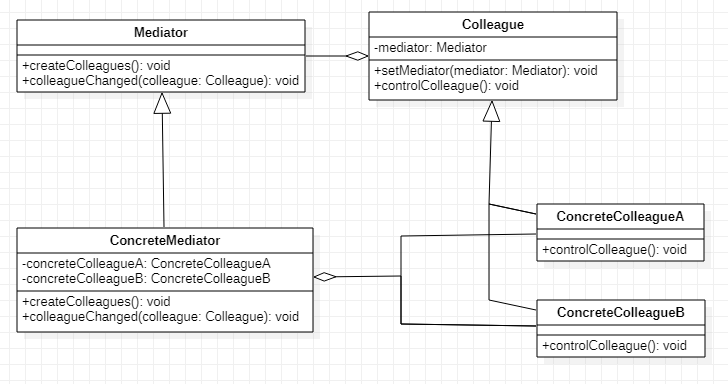 Mediator
+createColleagues(): void
+colleagueChanged(colleague: Colleague): void
Colleague
-mediator: Mediator
+setMediator(mediator: Mediator): void
+controlColleague(): void
ConcreteMediator
-concreteColleagueA: ConcreteColleagueA
-concreteColleagueB: ConcreteColleagueB
+createColleagues(): void
+colleagueChanged(colleague: Colleague): void
ConcreteColleagueA
+controlColleague(): void
ConcreteColleagueB
+controlColleague(): void